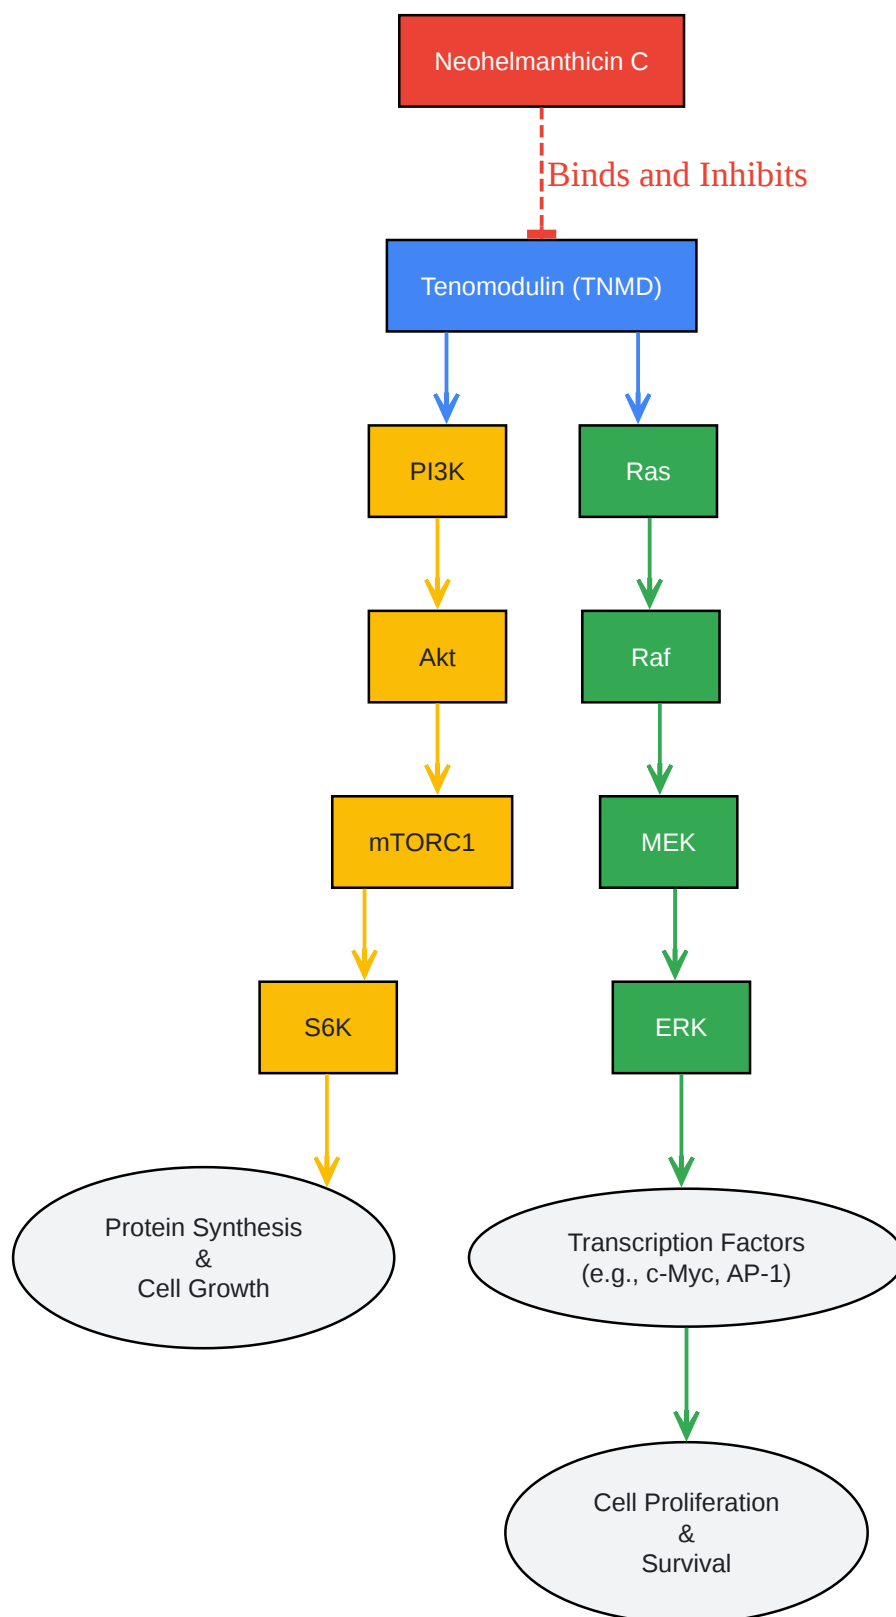 Neohelmanthicin C
Binds and Inhibits
Tenomodulin (TNMD)
PI3K
Ras
Akt
Raf
mTORC1
MEK
S6K
ERK
Protein Synthesis
&
Cell Growth
Transcription Factors
(e.g., c-Myc, AP-1)
Cell Proliferation
&
Survival